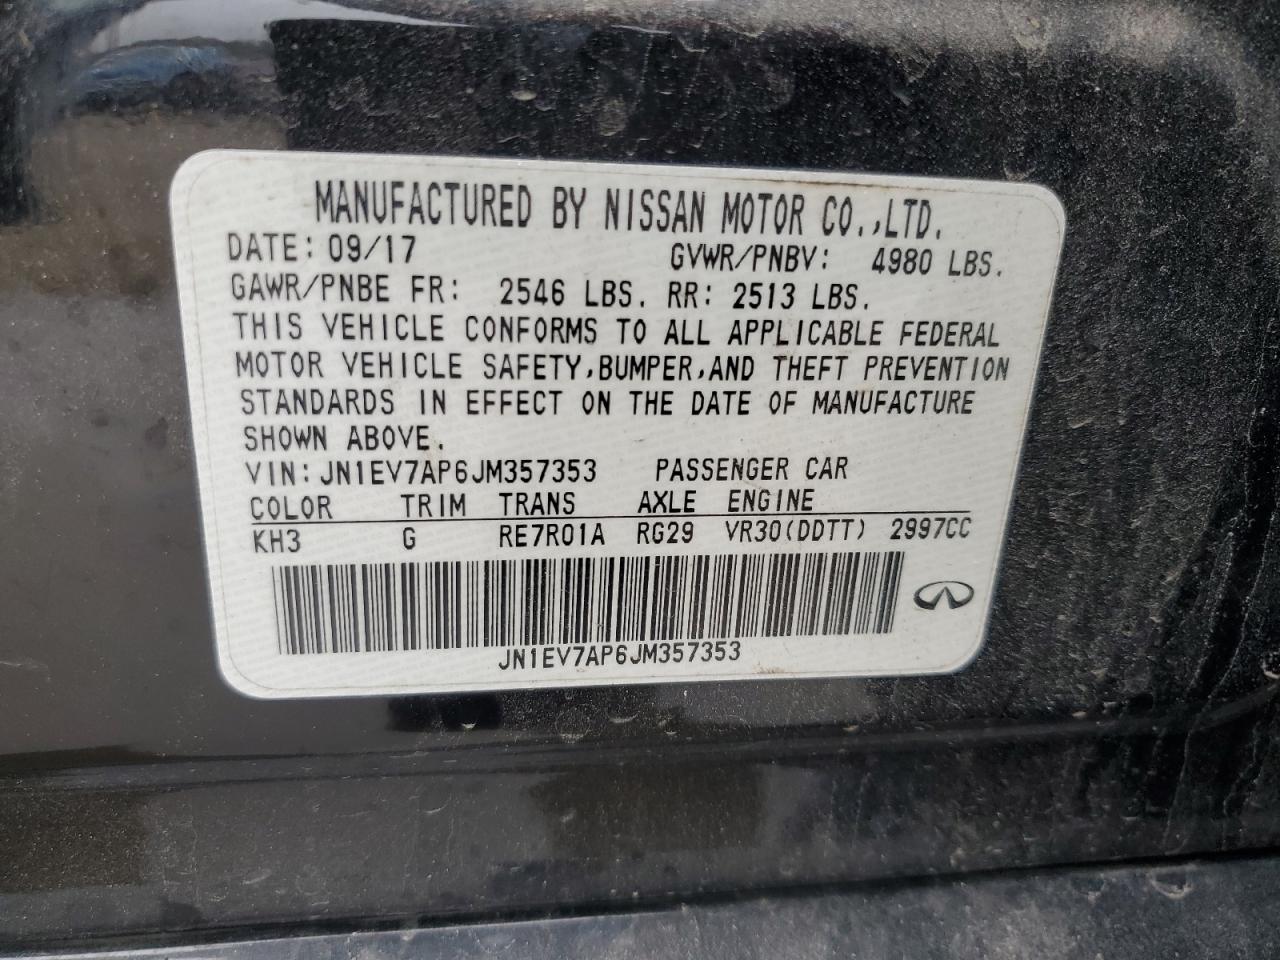 MANUFACTURED BY NISSAN MOTOR CO.,LTD.
DATE: 09/17 GVWR/PNBV: 4980 LBS.
GAWR/PNBE FR: 2546 LBS. RR: 2513 LBS.
THIS VEHICLE CONFORMS TO ALL APPLICABLE FEDERAL
MOTOR VEHICLE SAFETY,BUMPER,AND THEFT PREVENTION
STANDARDS IN EFFECT ON THE DATE OF MANUFACTURE
SHOWN ABOVE.
VIN:JN1EV7AP6JM357353 PASSENGER CAR
COLOR TRIM TRANS AXLE ENGINE
KH3 G RE7R01A RG29 VR30(DDTT) 2997CC
JN1EV7AP6JM357353